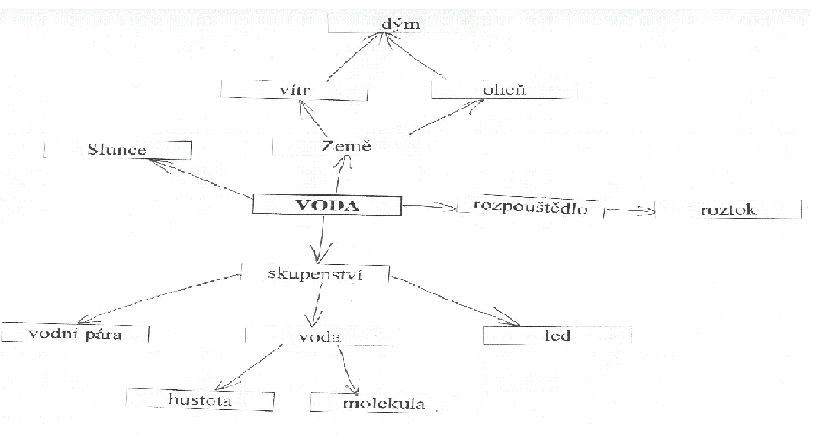 dým
vítr oheň
Slunce Země
VODA rozpouštědlo roztok
skupenství
vodní pára voda led
hustota molekula